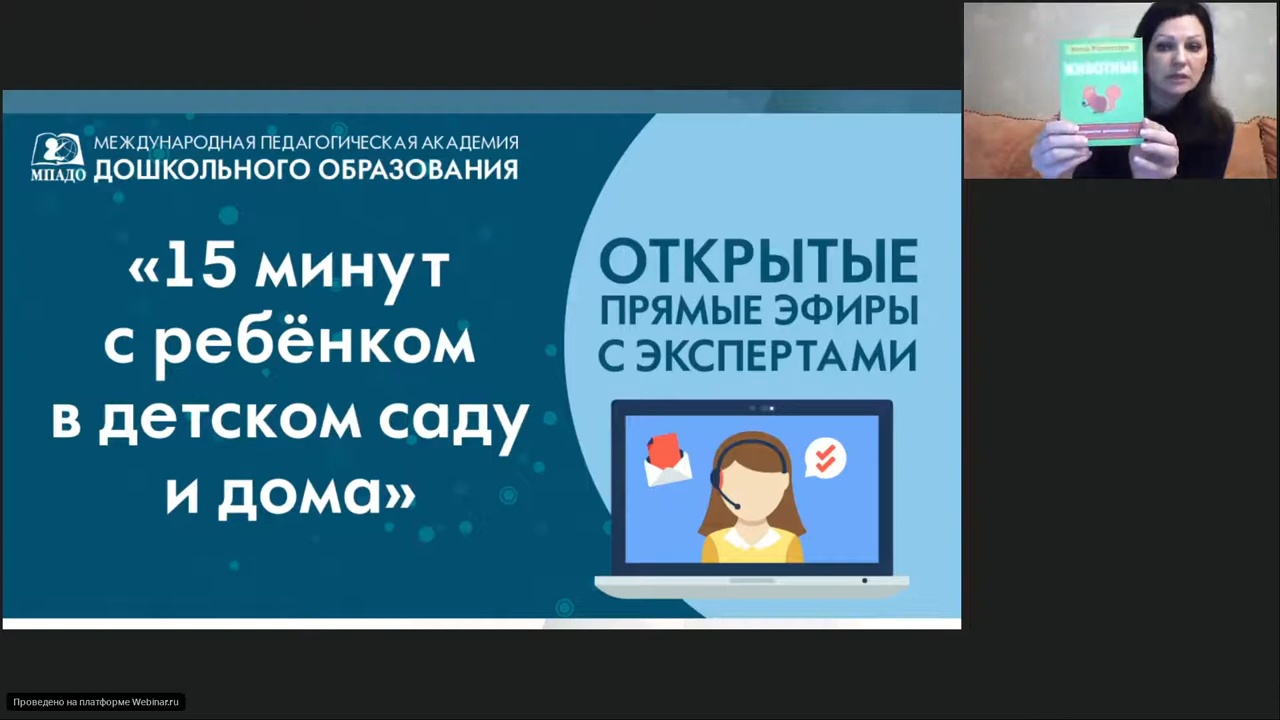 МЕЖДУНАРОДНАЯ ПЕДАГОГИЧЕСКАЯ АКАДЕМИЯ
МПАДО
ДОШКОЛЬНОГО ОБРАЗОВАНИЯ
«15 минут
с ребёнком
в детском саду
и дома»
ОТКРЫТЫЕ
ПРЯМЫЕ ЭФИРЫ
С ЭКСПЕРТАМИ
ЖИВОТНЫЕ
Проведено на платформе Webinar.ru